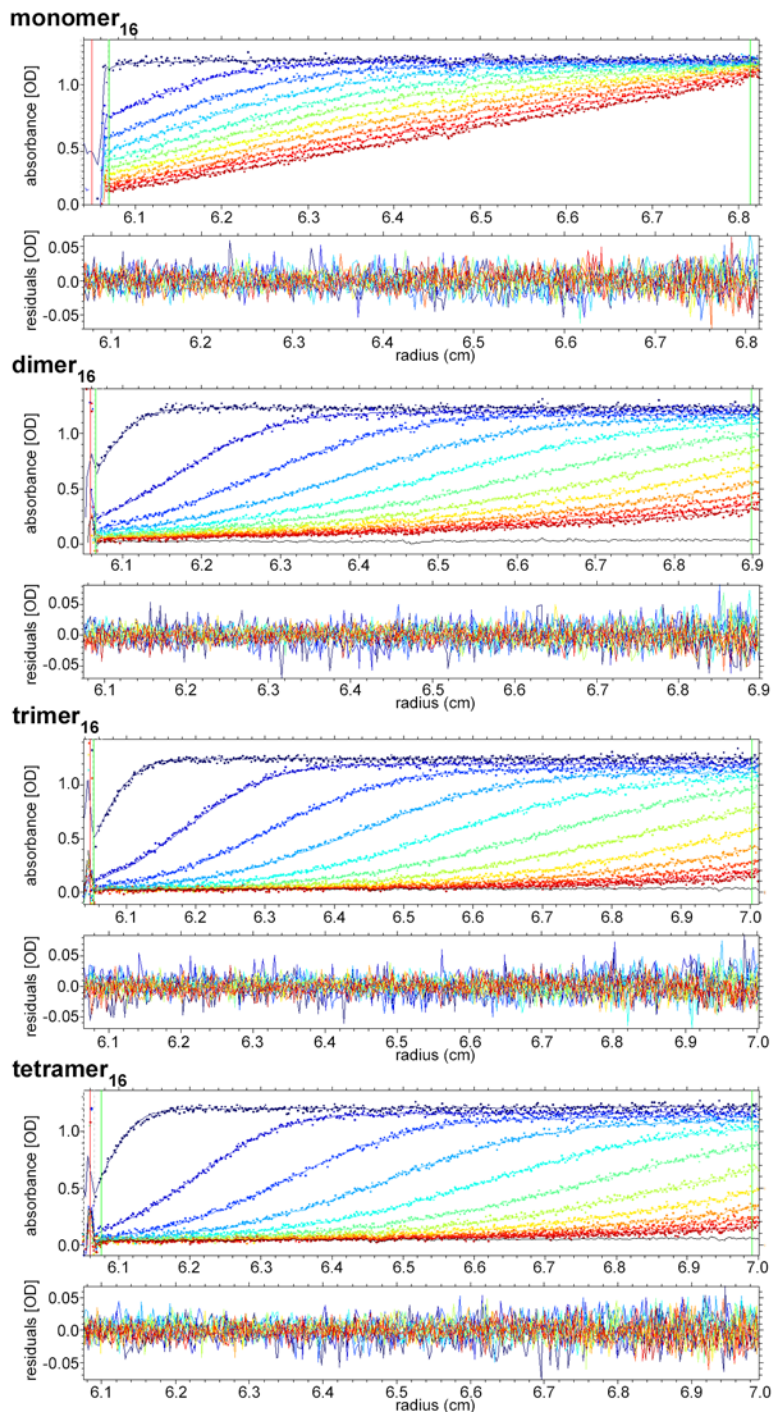 monomer16
absorbance [OD]
1.0
0.5
0.0
6.1 6.2 6.3 6.4 6.5 6.6 6.7 6.8
residuals [OD]
0.05
0.0
-0.05
6.1 6.2 6.3 6.4 6.5 6.6 6.7 6.8
radius (cm)
dimer16
absorbance [OD]
1.0
0.5
0.0
6.1 6.2 6.3 6.4 6.5 6.6 6.7 6.8 6.9
residuals [OD]
0.05
0.0
-0.05
6.1 6.2 6.3 6.4 6.5 6.6 6.7 6.8 6.9
radius (cm)
trimer16
absorbance [OD]
1.0
0.5
0.0
6.1 6.2 6.3 6.4 6.5 6.6 6.7 6.8 6.9 7.0
residuals [OD]
0.05
0.0
-0.05
6.1 6.2 6.3 6.4 6.5 6.6 6.7 6.8 6.9 7.0
radius (cm)
tetramer16
absorbance [OD]
1.0
0.5
0.0
6.1 6.2 6.3 6.4 6.5 6.6 6.7 6.8 6.9 7.0
residuals [OD]
0.05
0.0
-0.05
6.1 6.2 6.3 6.4 6.5 6.6 6.7 6.8 6.9 7.0
radius (cm)